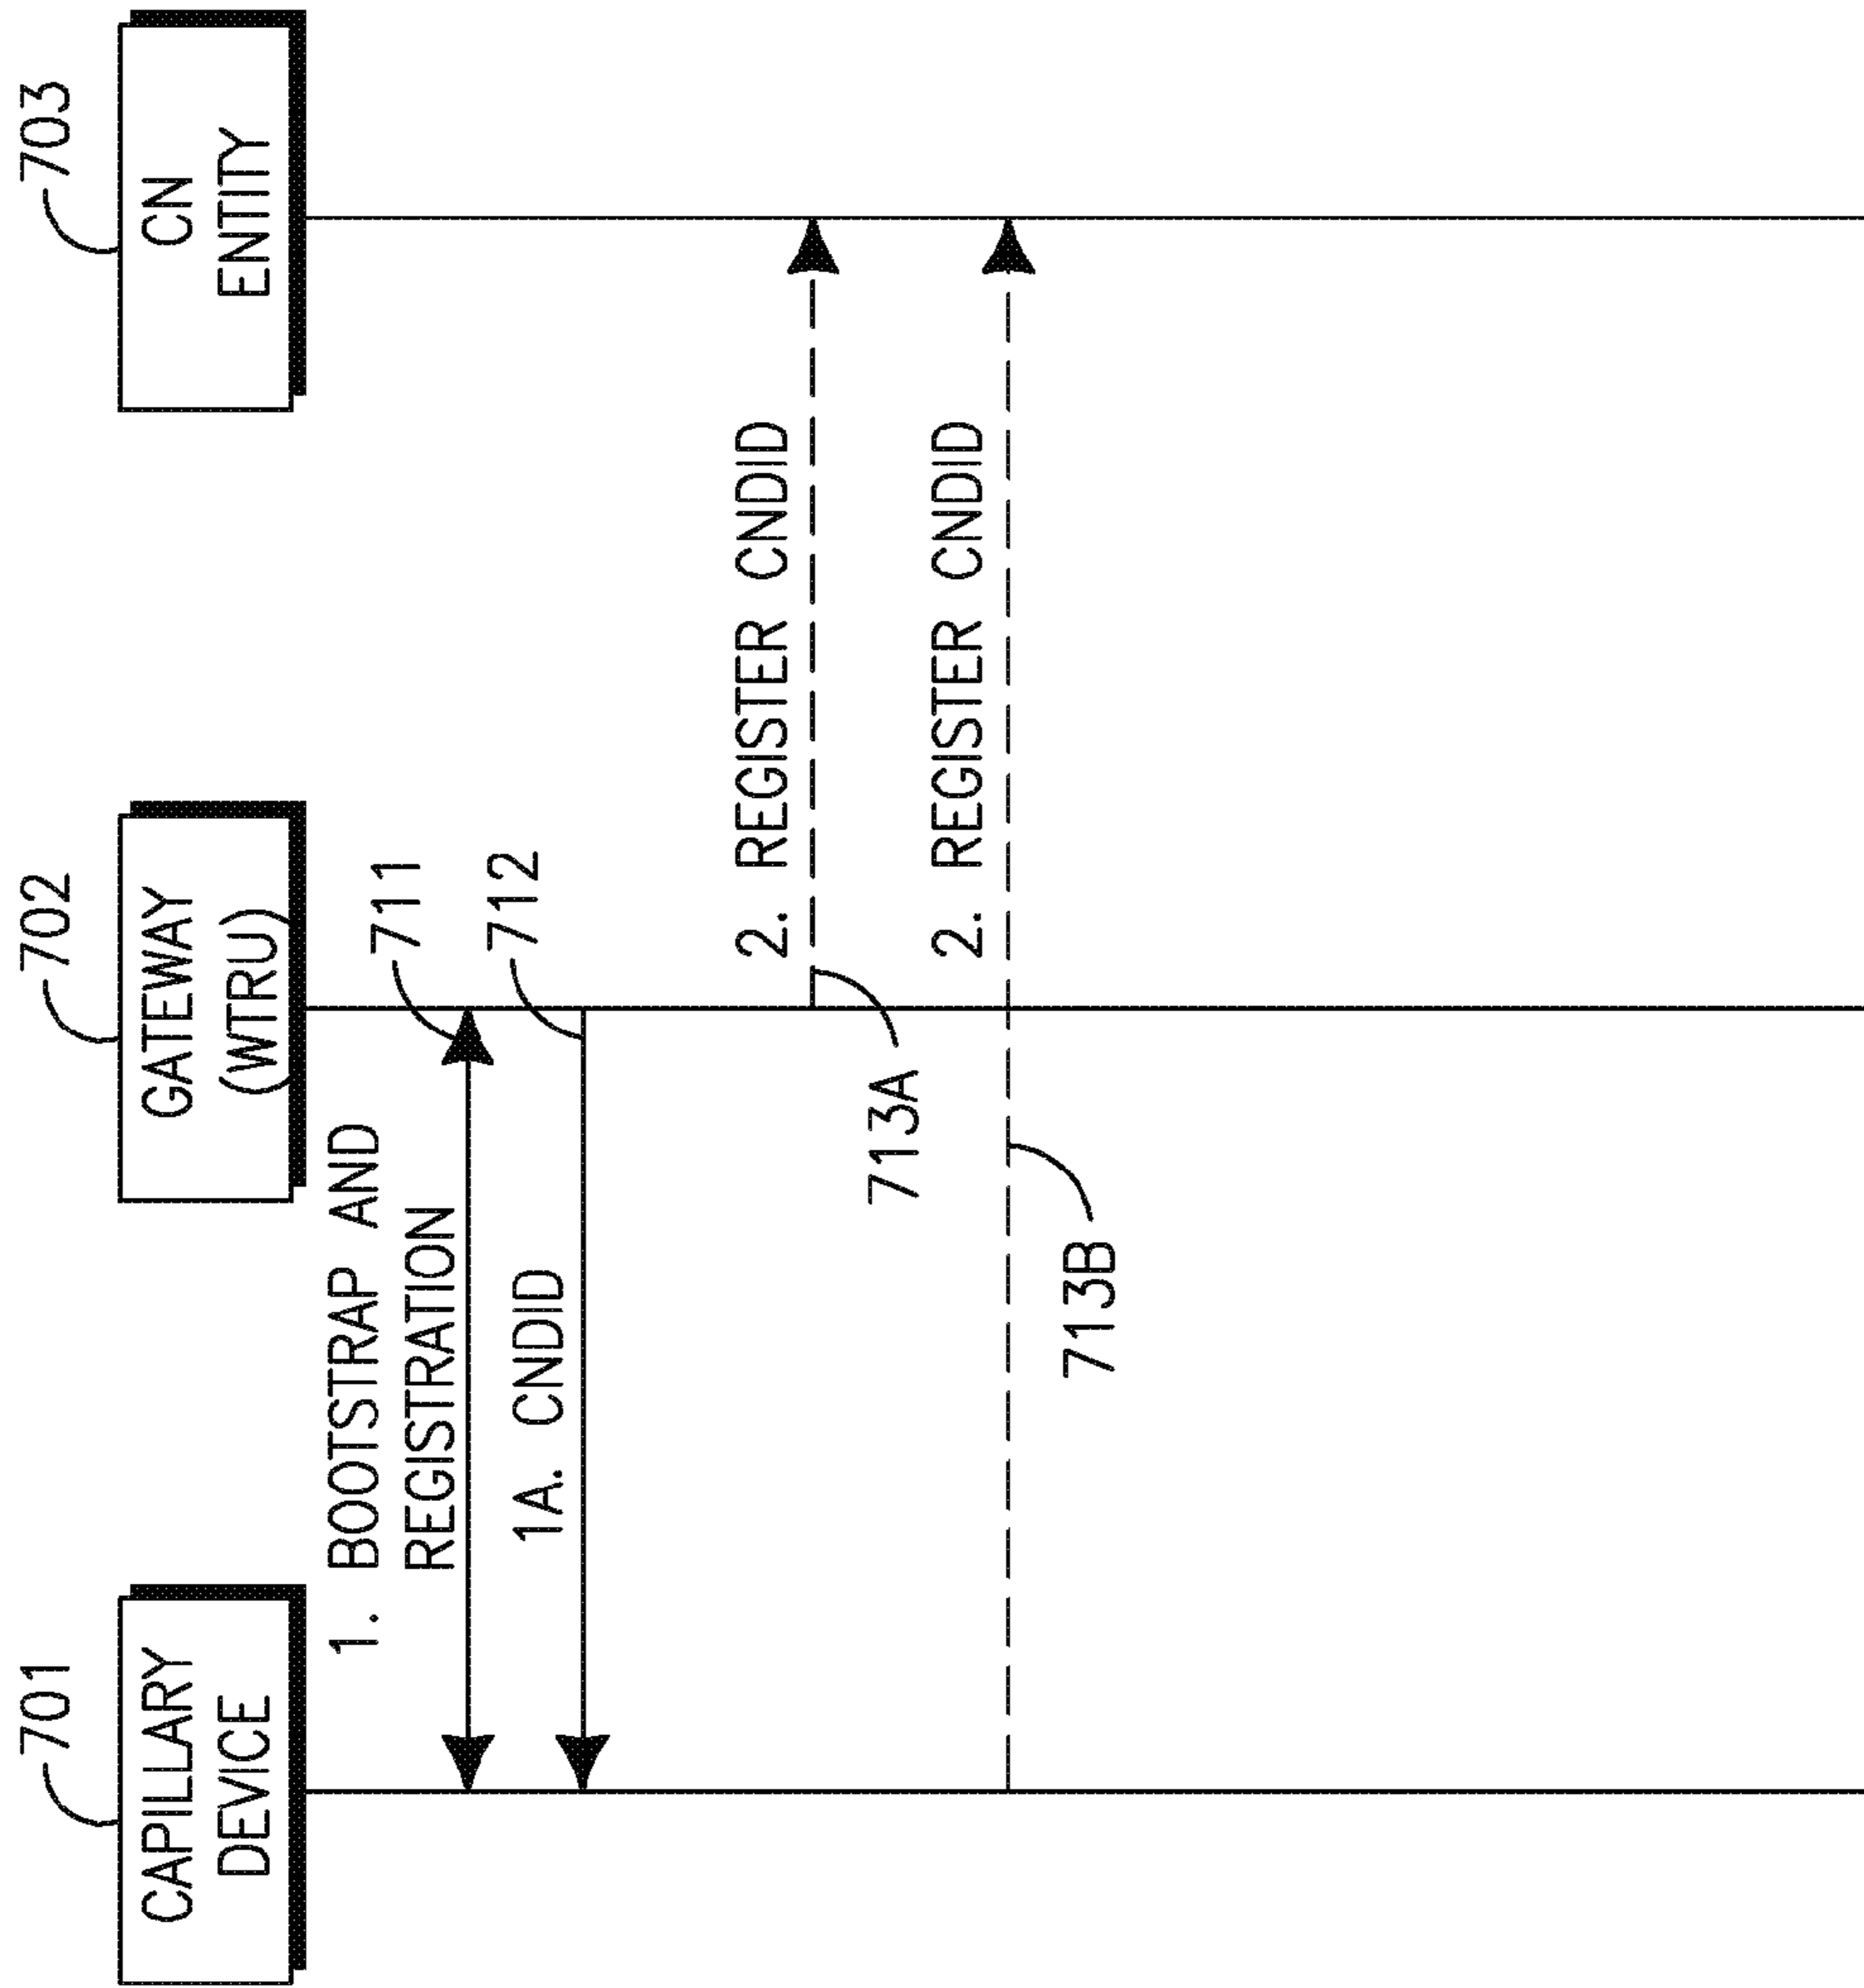 701
CAPILLARY
DEVICE
702
GATEWAY
(WTRU)
703
CN
ENTITY
1. BOOTSTRAP AND
REGISTRATION
711
1A. CNDID
712
2. REGISTER CNDID
713A
2. REGISTER CNDID
713B